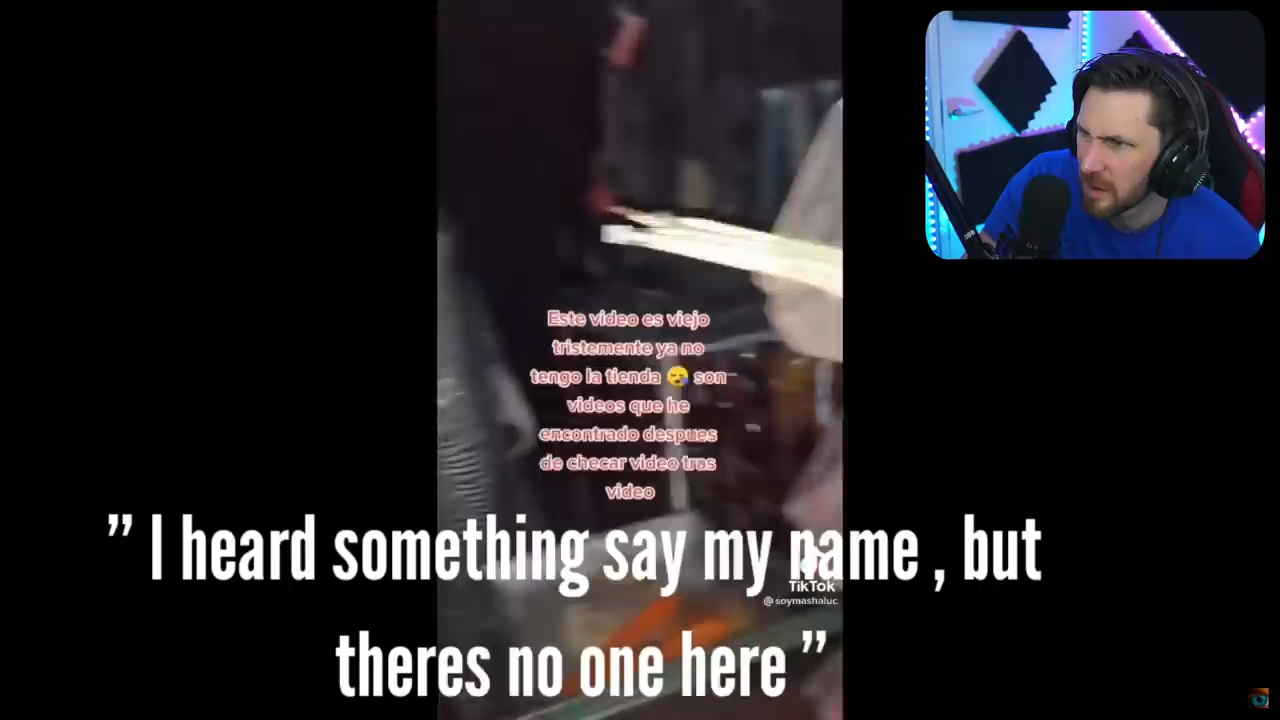 Este video es viejo
tristemente ya no
tengo la tienda 😪 son
videos que he
encontrado despues
de checar video tras
video
" I heard something say my name , but
theres no one here "
TikTok
@soymashaluc